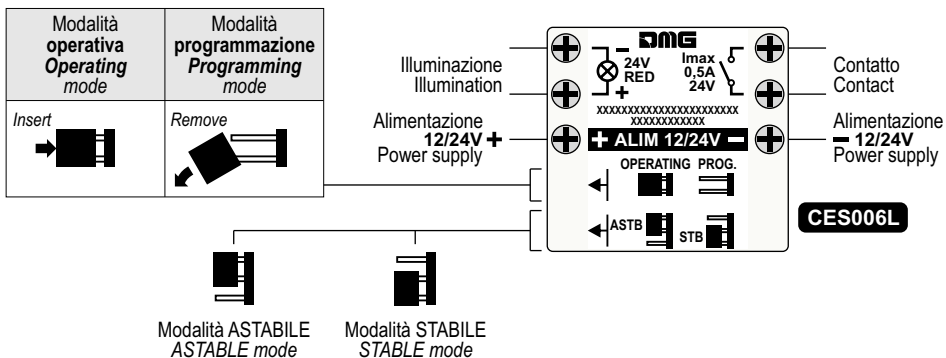 Modalità
operativa
Operating
mode
Modalità
programmazione
Programming
mode
Insert
Remove
Illuminazione
Illumination
Alimentazione
12/24V +
Power supply
DMG
24V
RED
Imax
0,5A
24V
- 
+
XXXXXXXXXXXXXXXXXXXXXXX
XXXXXXXXXXXX
+ ALIM 12/24V -
OPERATING PROG.
ASTB
STB
Contatto
Contact
Alimentazione
- 12/24V
Power supply
CES006L
Modalità ASTABILE
ASTABLE mode
Modalità STABILE
STABLE mode